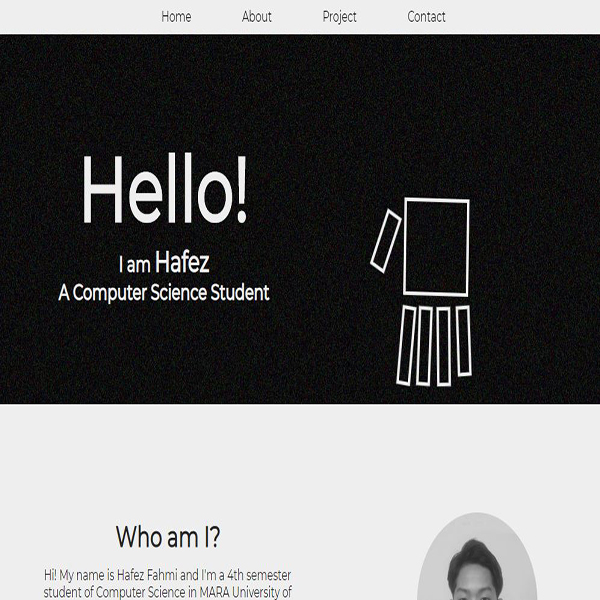 Home About Project Contact
Hello!
I am Hafez
A Computer Science Student
Who am I?
Hi! My name is Hafez Fahmi and I'm a 4th semester
student of Computer Science in MARA University of